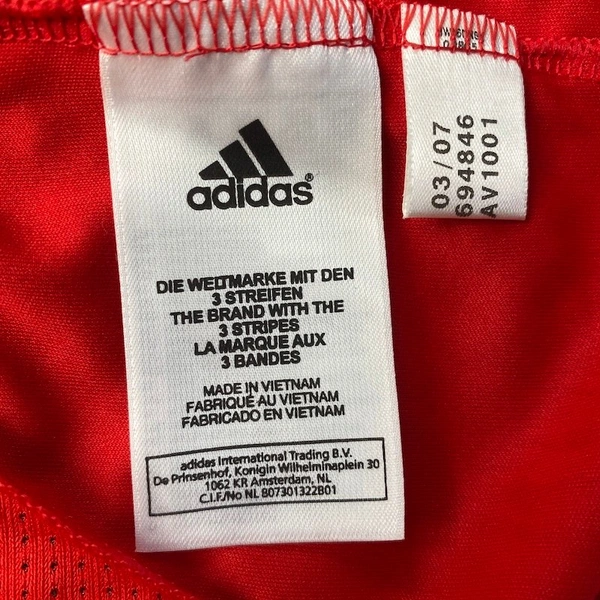 adidas®
DIE WELTMARKE MIT DEN
3 STREIFEN
THE BRAND WITH THE
3 STRIPES
LA MARQUE AUX
3 BANDES
MADE IN VIETNAM
FABRIQUÉ AU VIETNAM
FABRICADO EN VIETNAM
adidas International Trading B.V.
De Prinsenhof, Konigin Wilhelminaplein 30
1062 KR Amsterdam, NL
C.I.F./No NL 807301322B01
03/07
694846
AV1001